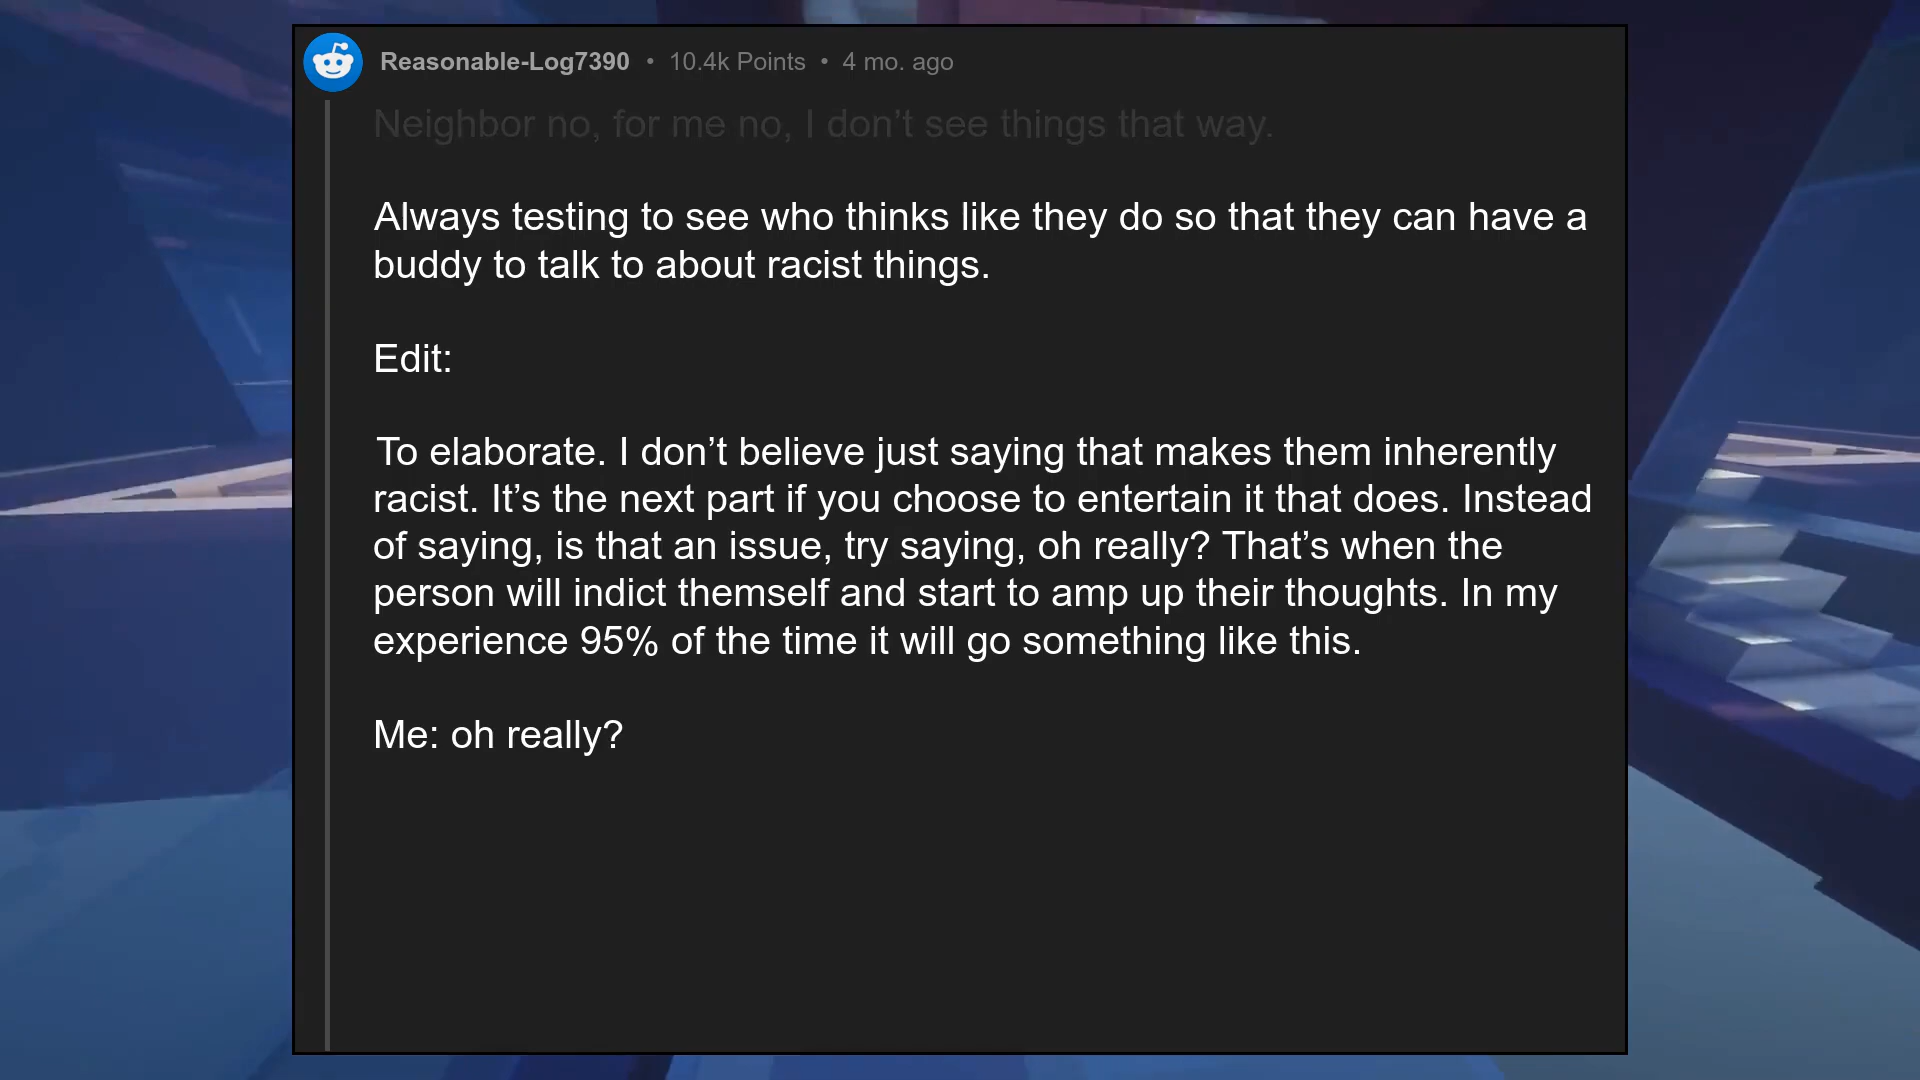 Reasonable-Log7390 • 10.4k Points • 4 mo. ago
Neighbor no, for me no, I don’t see things that way.
Always testing to see who thinks like they do so that they can have a
buddy to talk to about racist things.
Edit:
To elaborate. I don’t believe just saying that makes them inherently
racist. It’s the next part if you choose to entertain it that does. Instead
of saying, is that an issue, try saying, oh really? That’s when the
person will indict themself and start to amp up their thoughts. In my
experience 95% of the time it will go something like this.
Me: oh really?